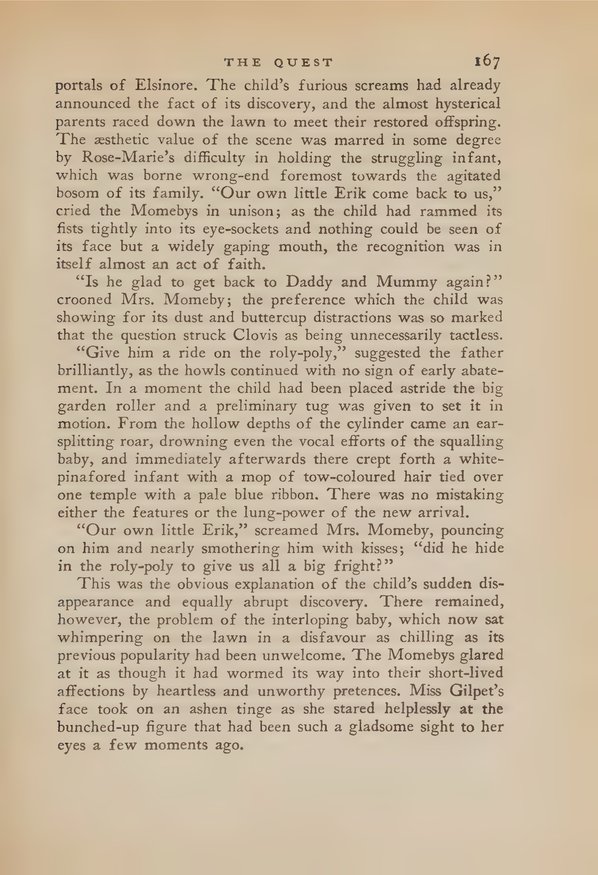 THE QUEST 167
portals of Elsinore. The child's furious screams had already
announced the fact of its discovery, and the almost hysterical
parents raced down the lawn to meet their restored offspring.
The æsthetic value of the scene was marred in some degree
by Rose-Marie's difficulty in holding the struggling infant,
which was borne wrong-end foremost towards the agitated
bosom of its family. “Our own little Erik come back to us,”
cried the Momebys in unison; as the child had rammed its
fists tightly into its eye-sockets and nothing could be seen of
its face but a widely gaping mouth, the recognition was in
itself almost an act of faith.
“Is he glad to get back to Daddy and Mummy again?”
crooned Mrs. Momeby; the preference which the child was
showing for its dust and buttercup distractions was so marked
that the question struck Clovis as being unnecessarily tactless.
“Give him a ride on the roly-poly,” suggested the father
brilliantly, as the howls continued with no sign of early abate-
ment. In a moment the child had been placed astride the big
garden roller and a preliminary tug was given to set it in
motion. From the hollow depths of the cylinder came an ear-
splitting roar, drowning even the vocal efforts of the squalling
baby, and immediately afterwards there crept forth a white-
pinafored infant with a mop of tow-coloured hair tied over
one temple with a pale blue ribbon. There was no mistaking
either the features or the lung-power of the new arrival.
“Our own little Erik,” screamed Mrs. Momeby, pouncing
on him and nearly smothering him with kisses; “did he hide
in the roly-poly to give us all a big fright?”
This was the obvious explanation of the child's sudden dis-
appearance and equally abrupt discovery. There remained,
however, the problem of the interloping baby, which now sat
whimpering on the lawn in a disfavour as chilling as its
previous popularity had been unwelcome. The Momebys glared
at it as though it had wormed its way into their short-lived
affections by heartless and unworthy pretences. Miss Gilpet's
face took on an ashen tinge as she stared helplessly at the
bunched-up figure that had been such a gladsome sight to her
eyes a few moments ago.